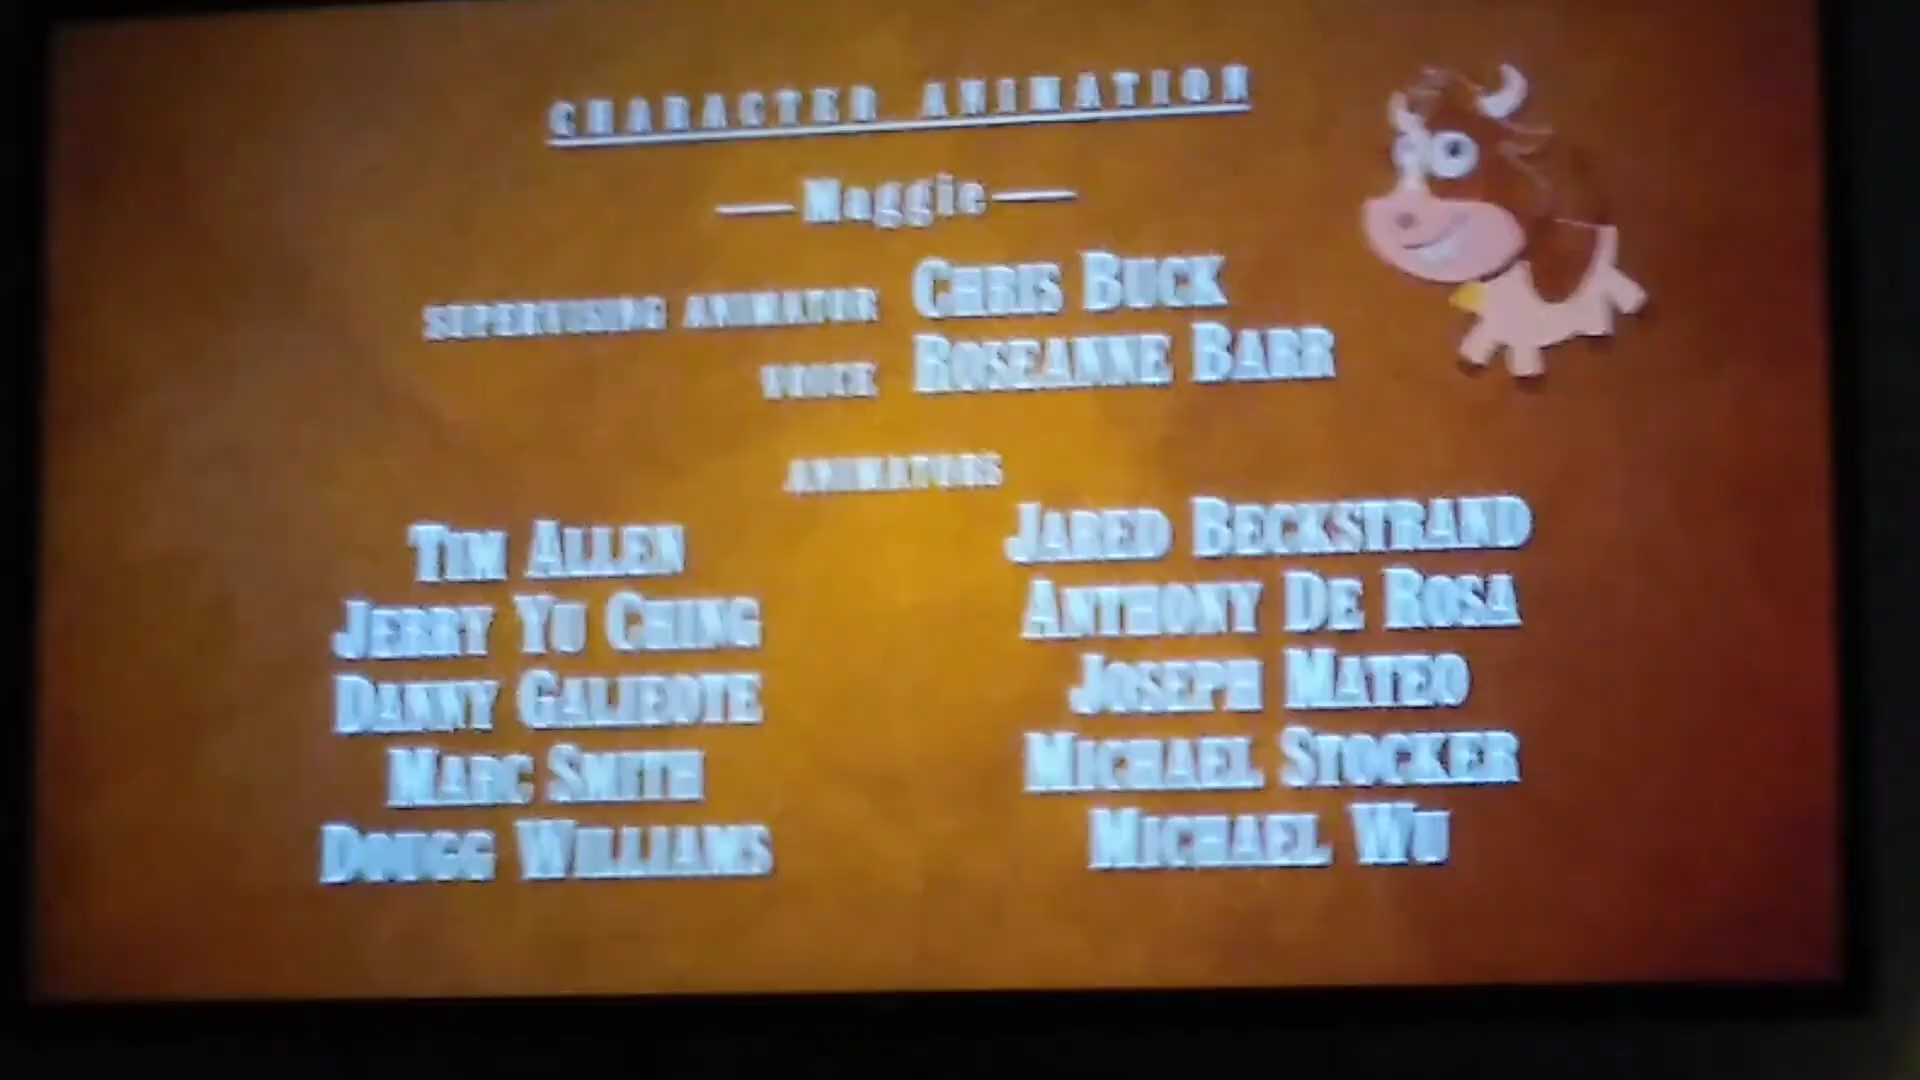 CHARACTER ANIMATION
Maggie
SUPERVISING ANIMATOR CHRIS BUCK
VOICE ROSEANNE BARR
ANIMATORS
TIM ALLEN
JARED BECKSTRAND
JERRY YU CHING
ANTHONY DE ROSA
DANNY GALIEOTE
JOSEPH MATEO
MARC SMITH
MICHAEL STOCKER
DOUGG WILLIAMS
MICHAEL WU